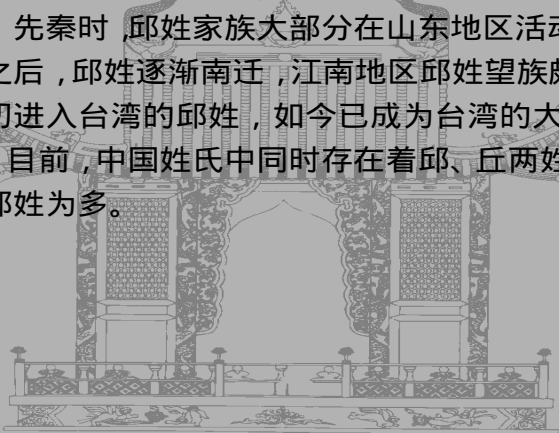 先秦时，邱姓家族大部分在山东地区活动
之后，邱姓逐渐南迁，江南地区邱姓望族颇
初进入台湾的邱姓，如今已成为台湾的大
目前，中国姓氏中同时存在着邱、丘两姓
邱姓为多。